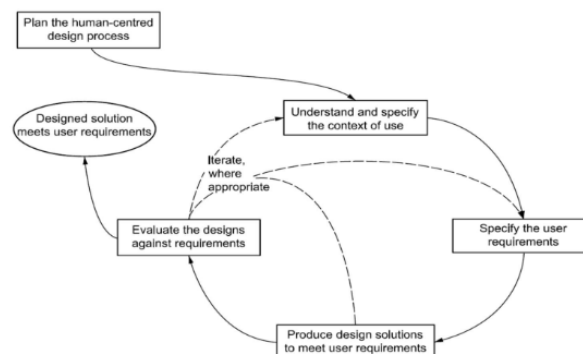 Plan the human-centred
design process
Designed solution
meets user requirements
Understand and specify
the context of use
Iterate,
where
appropriate
Evaluate the designs
against requirements
Specify the user
requirements
Produce design solutions
to meet user requirements